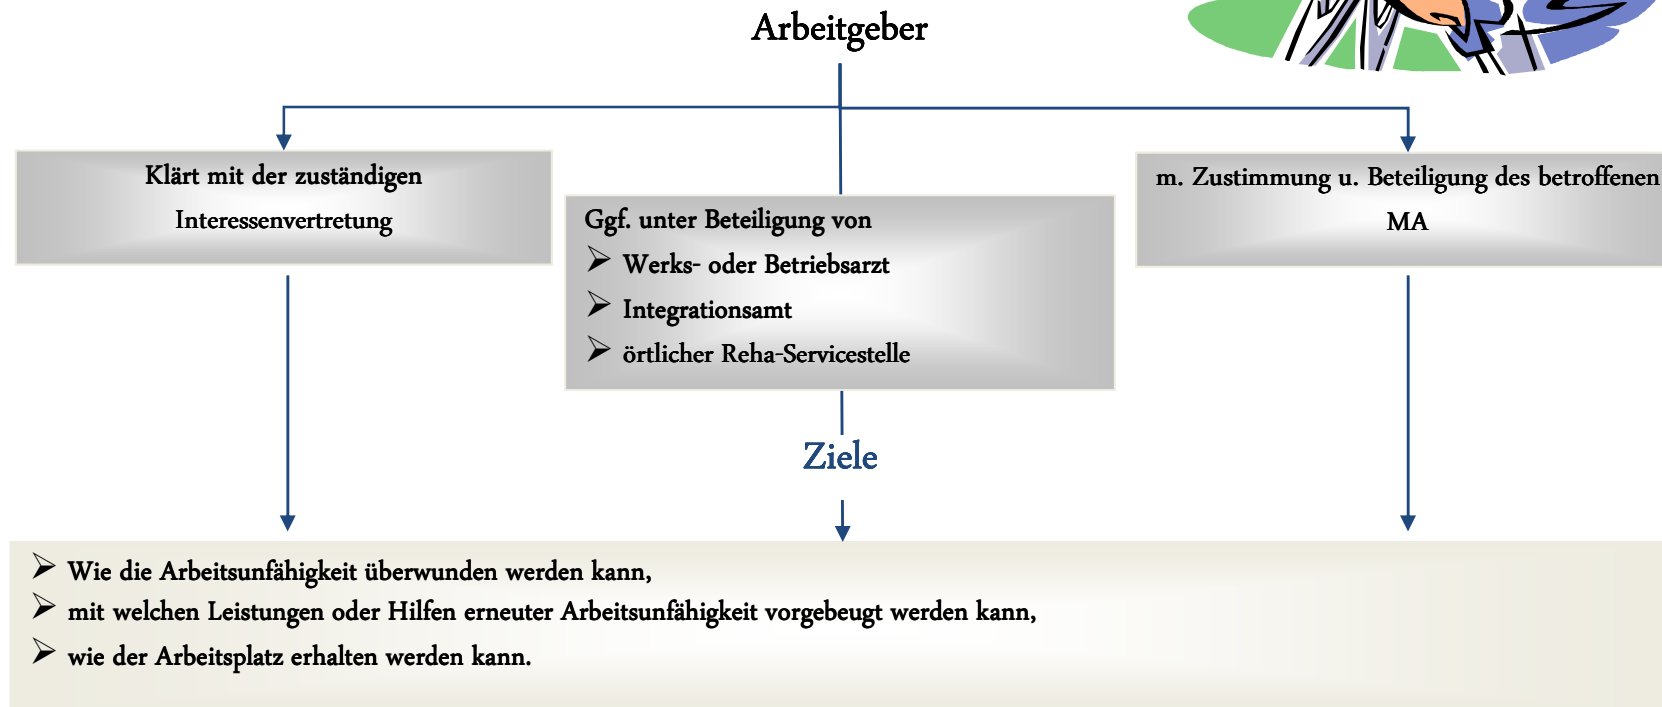 Arbeitgeber
Klärt mit der zuständigen
Interessenvertretung
Ggf. unter Beteiligung von
Werks- oder Betriebsarzt
Integrationsamt
örtlicher Reha-Servicestelle
m. Zustimmung u. Beteiligung des betroffenen
MA
Ziele
Wie die Arbeitsunfähigkeit überwunden werden kann,
mit welchen Leistungen oder Hilfen erneuter Arbeitsunfähigkeit vorgebeugt werden kann,
wie der Arbeitsplatz erhalten werden kann.